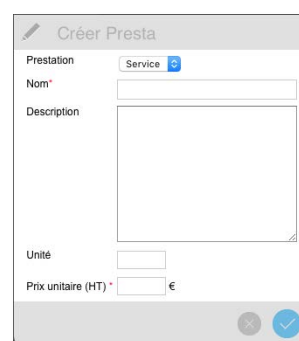 Créer Presta
Prestation Service
Nom*
Description
Unité
Prix unitaire (HT) * €